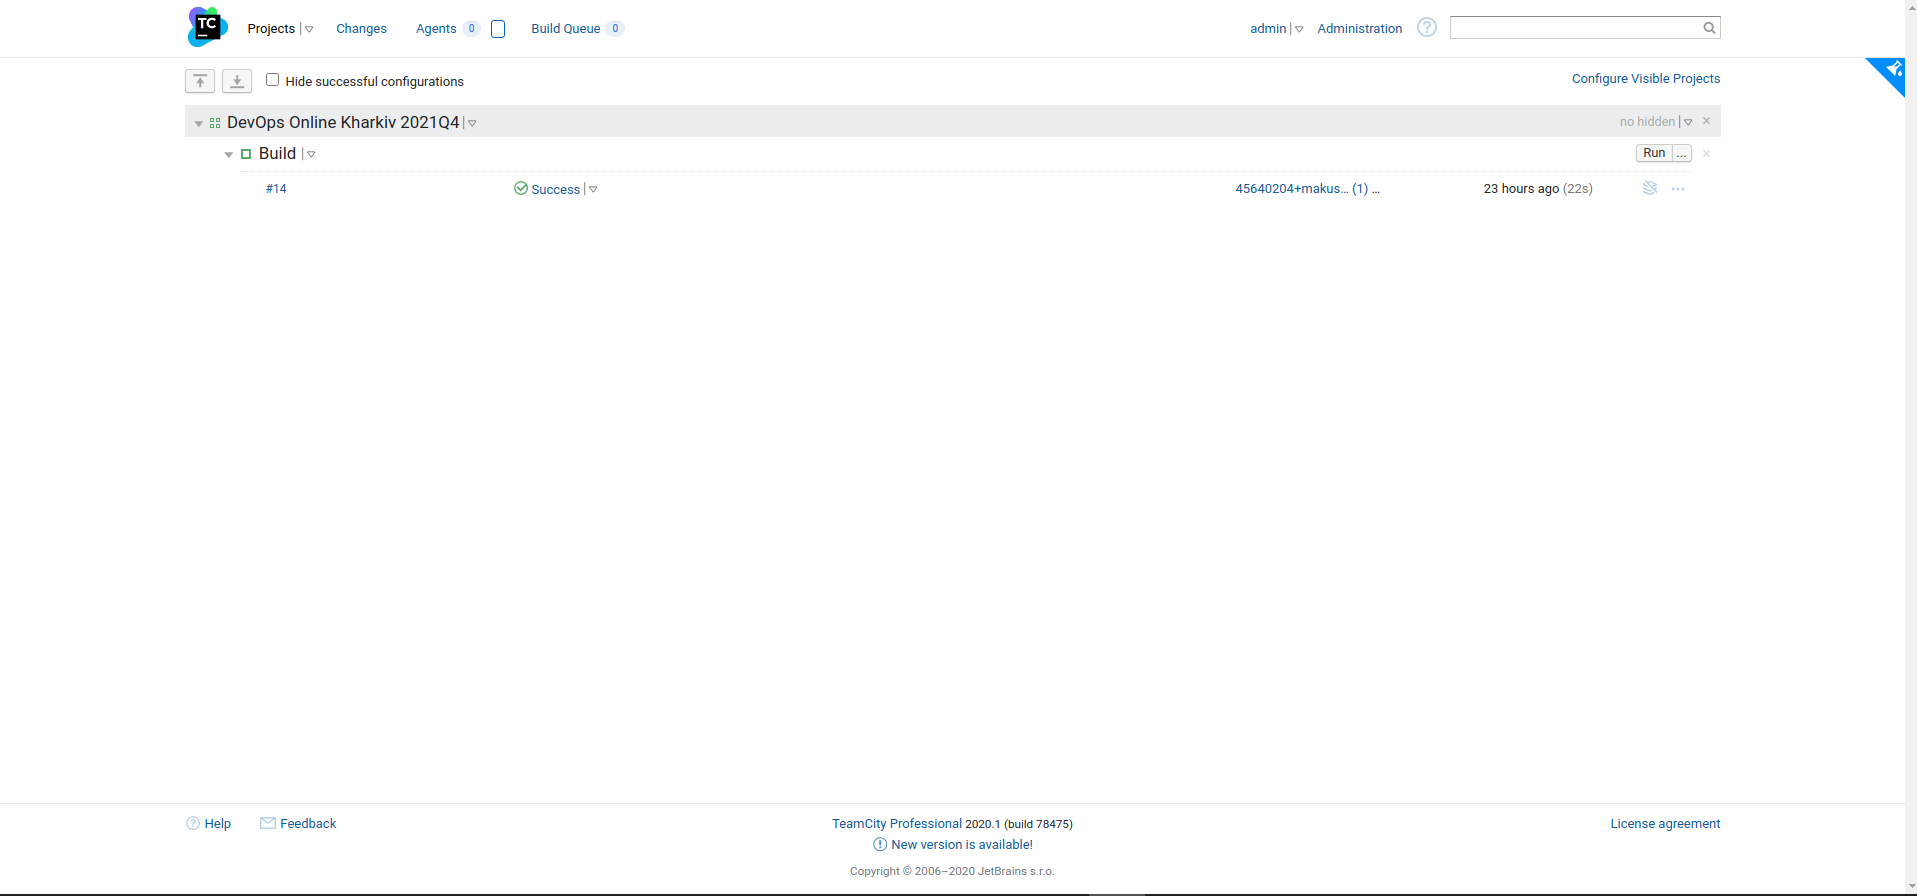 TC Projects Changes Agents 0 Build Queue 0 admin Administration
Hide successful configurations Configure Visible Projects
DevOps Online Kharkiv 2021Q4 no hidden
Build Run ...
#14 Success 45640204+makus... (1) ... 23 hours ago (22s)
Help Feedback TeamCity Professional 2020.1 (build 78475) License agreement
New version is available!
Copyright © 2006–2020 JetBrains s.r.o.